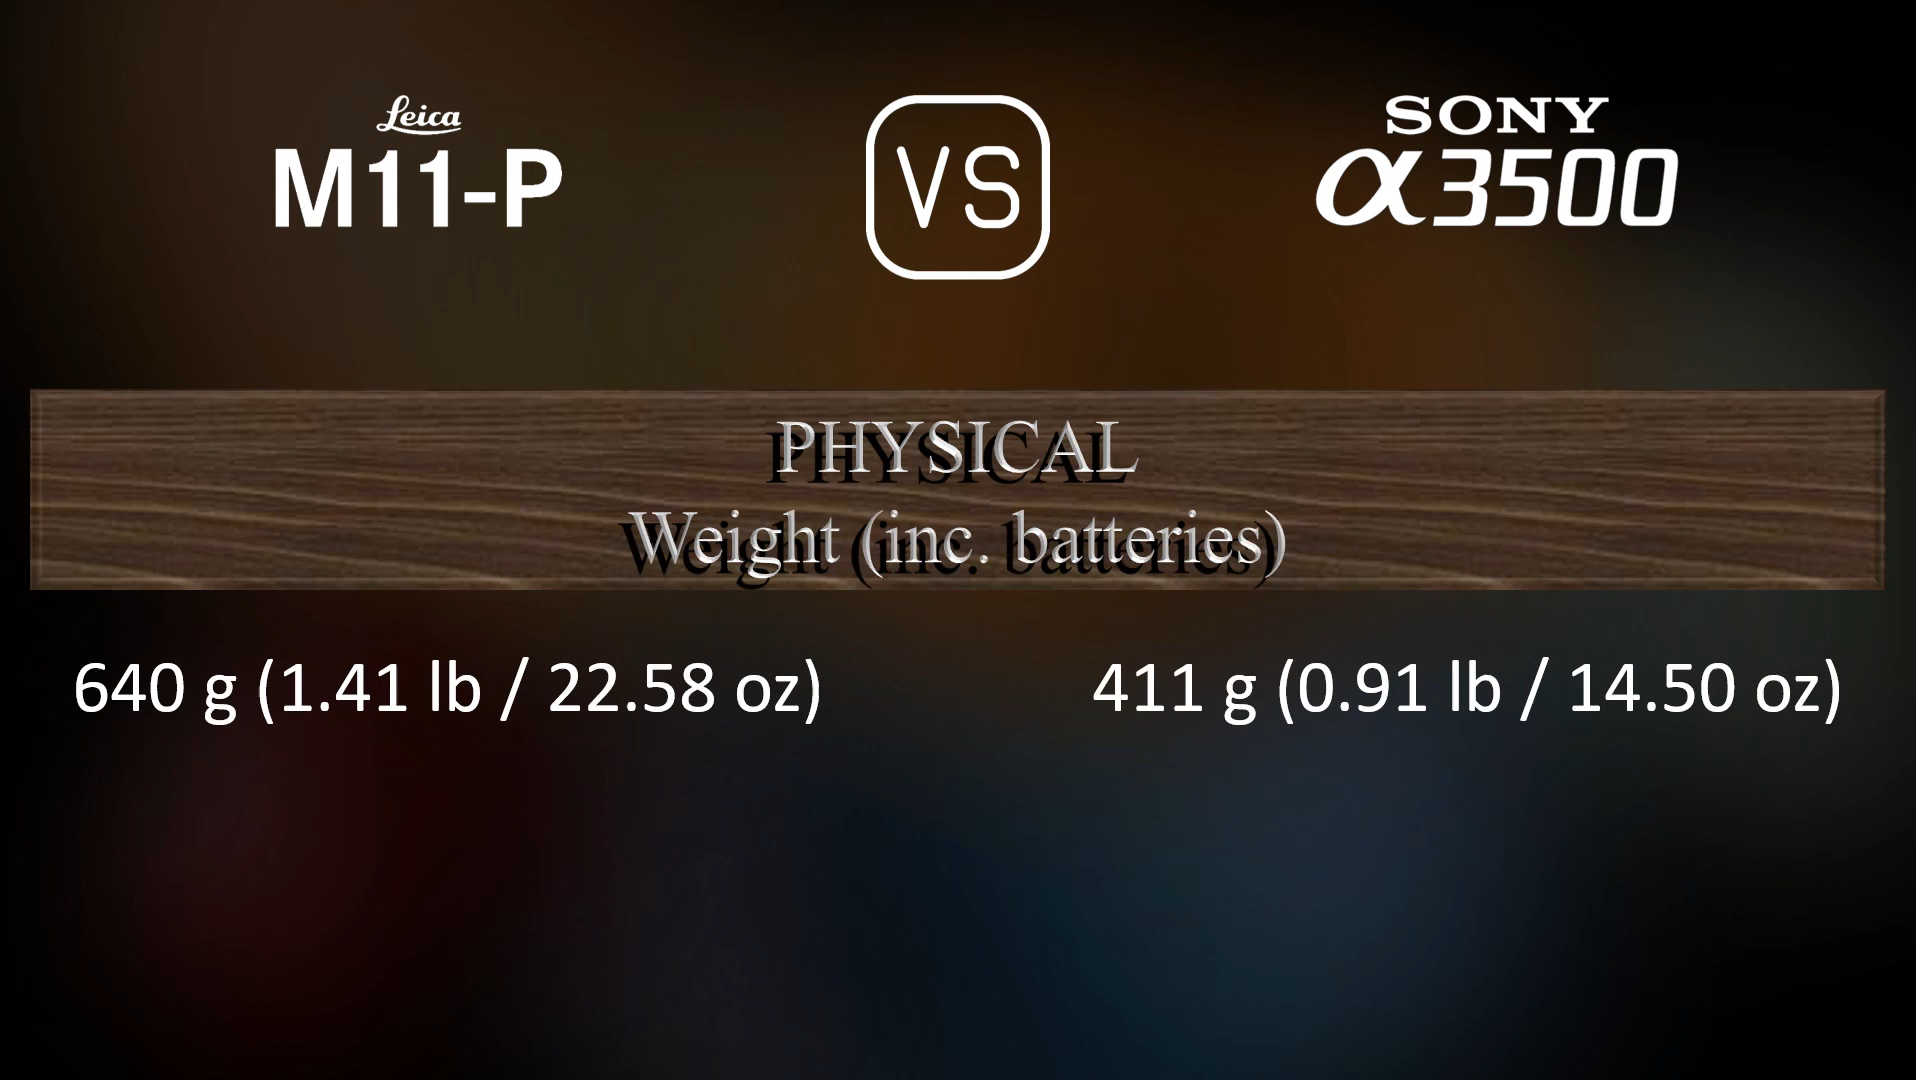 Leica
M11-P
VS
SONY
α3500
PHYSICAL
Weight (inc. batteries)
640 g (1.41 lb / 22.58 oz)
411 g (0.91 lb / 14.50 oz)